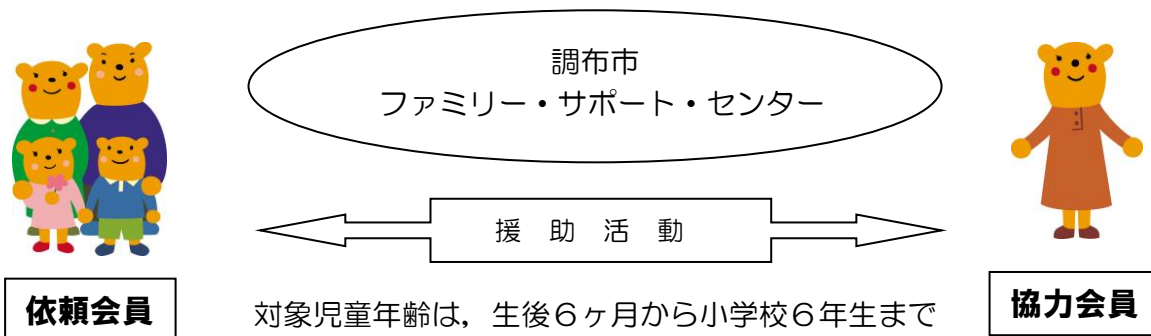 調布市
ファミリー・サポート・センター
援 助 活 動
依頼会員
対象児童年齢は，生後６ヶ月から小学校６年生まで
協力会員